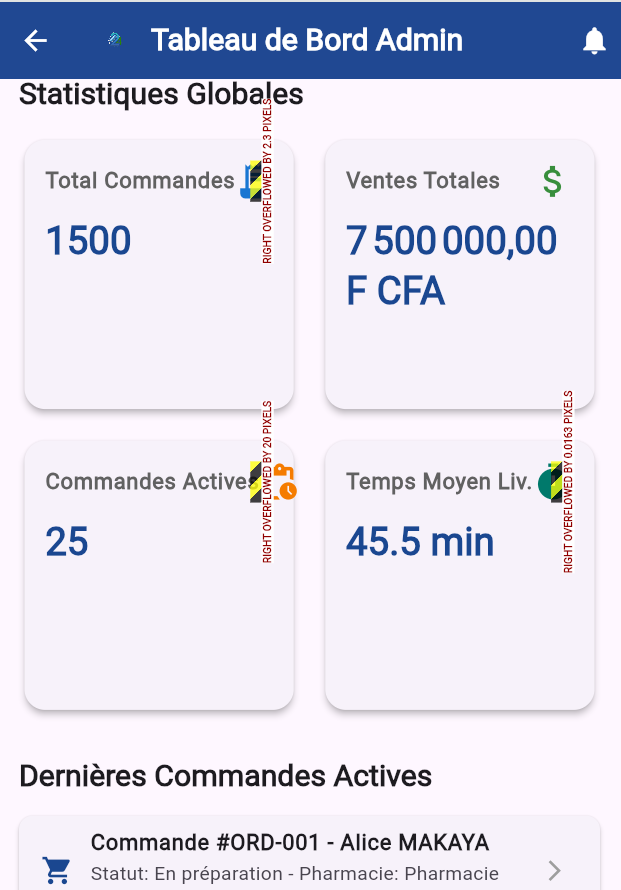 Tableau de Bord Admin
Statistiques Globales
RIGHT OVERFLOWED BY 2.3 PIXELS
Total Commandes
1500
Ventes Totales
$
7 500 000,00
F CFA
RIGHT OVERFLOWED BY 20 PIXELS
Commandes Actives
25
RIGHT OVERFLOWED BY 0.0163 PIXELS
Temps Moyen Liv.
45.5 min
Dernières Commandes Actives
Commande #ORD-001 - Alice MAKAYA
Statut: En préparation - Pharmacie: Pharmacie